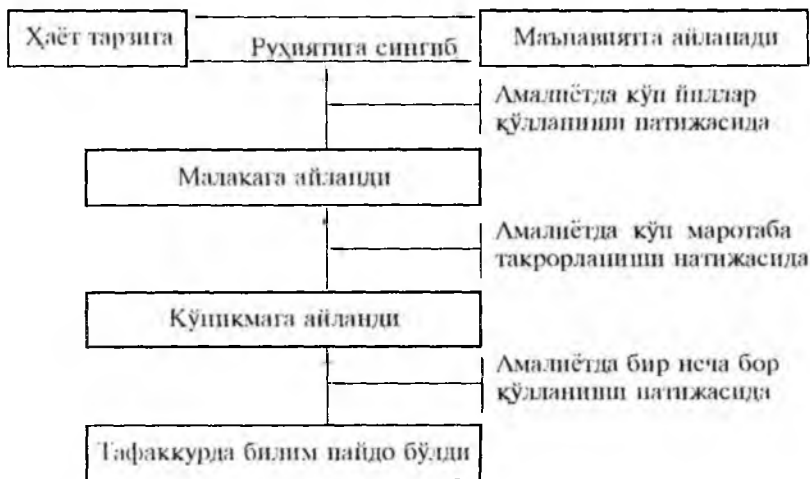 Ҳаёт тарзига
Руҳиятига сингиб
Маънавиятга айланади
Амалиётда кўп йиллар
қўлланиши натижасида
Малакага айланди
Амалиётда кўп маротаба
такрорланиши натижасида
Кўникмага айланди
Амалиётда бир неча бор
қўлланиши натижасида
Тафаккурда билим пайдо бўлди